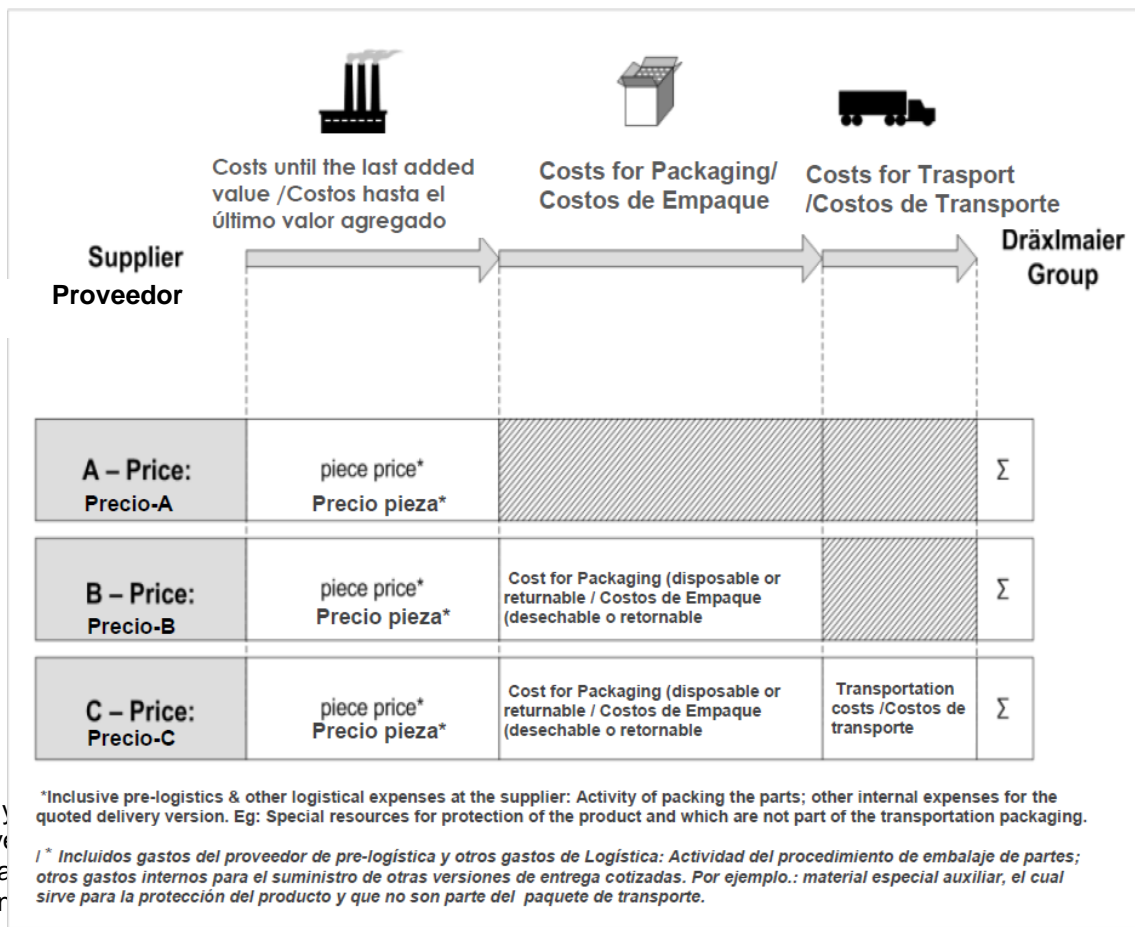 Costs until the last added
value /Costos hasta el
último valor agregado
Costs for Packaging/
Costos de Empaque
Costs for Trasport
/Costos de Transporte
Supplier
Proveedor
Dräxlmaier
Group
A – Price:
Precio-A
piece price*
Precio pieza*
Σ
B – Price:
Precio-B
piece price*
Precio pieza*
Cost for Packaging (disposable or
returnable / Costos de Empaque
(desechable o retornable
Σ
C – Price:
Precio-C
piece price*
Precio pieza*
Cost for Packaging (disposable or
returnable / Costos de Empaque
(desechable o retornable
Transportation
costs /Costos de
transporte
Σ
*Inclusive pre-logistics & other logistical expenses at the supplier: Activity of packing the parts; other internal expenses for the
quoted delivery version. Eg: Special resources for protection of the product and which are not part of the transportation packaging.
/ * Incluidos gastos del proveedor de pre-logística y otros gastos de Logística: Actividad del procedimiento de embalaje de partes;
otros gastos internos para el suministro de otras versiones de entrega cotizadas. Por ejemplo.: material especial auxiliar, el cual
sirve para la protección del producto y que no son parte del paquete de transporte.